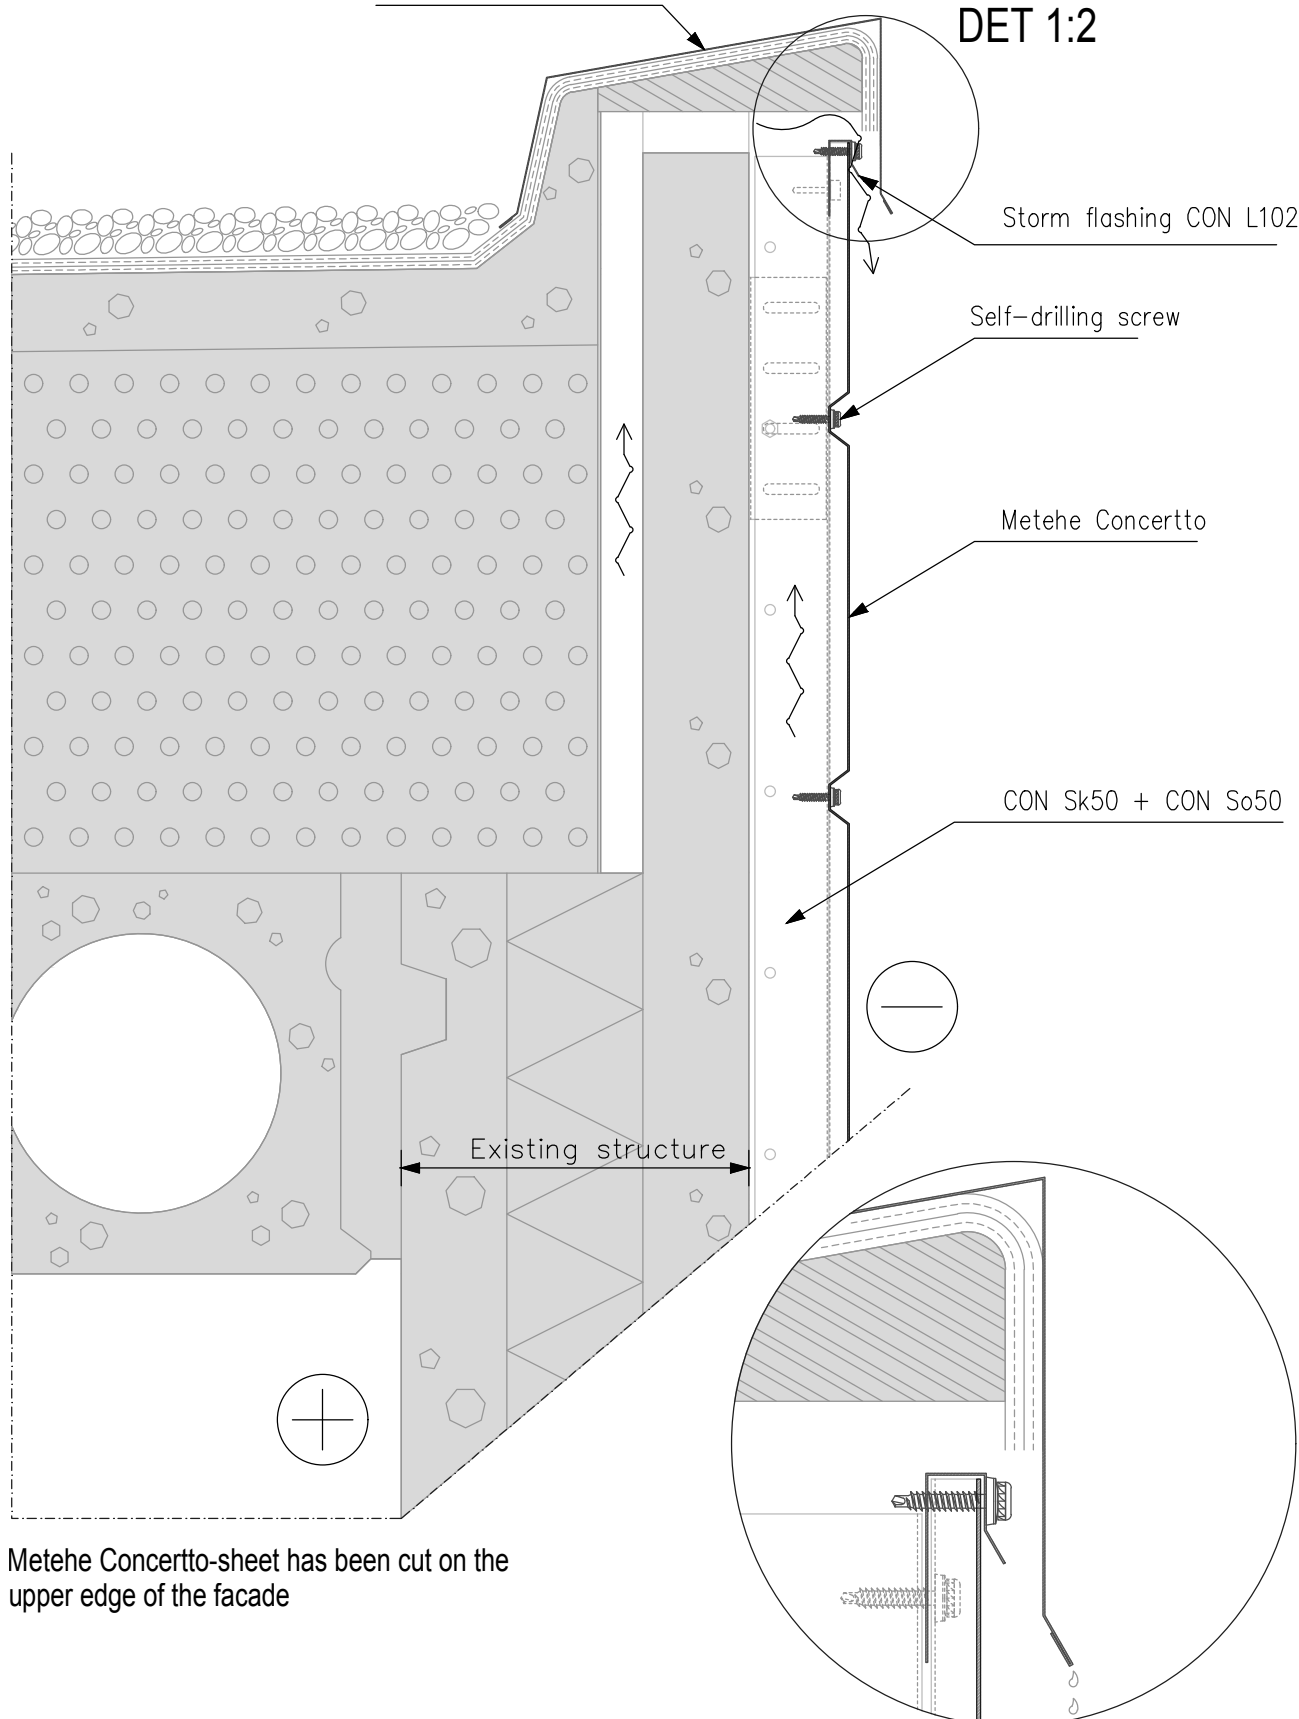 DET 1:2
Storm flashing CON L102
Self-drilling screw
Metehe Concertto
CON Sk50 + CON So50
Existing structure
Metehe Concertto-sheet has been cut on the
upper edge of the facade